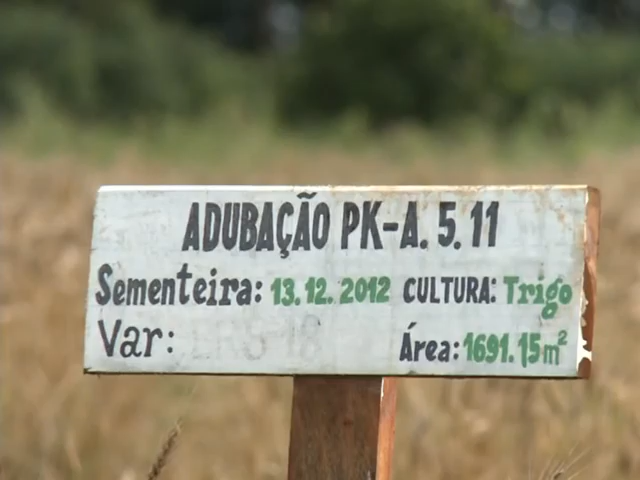 ADUBAÇÃO PK-A. 5. 11
Sementeira: 13. 12. 2012 CULTURA: Trigo
Var: Área: 1691.15m²